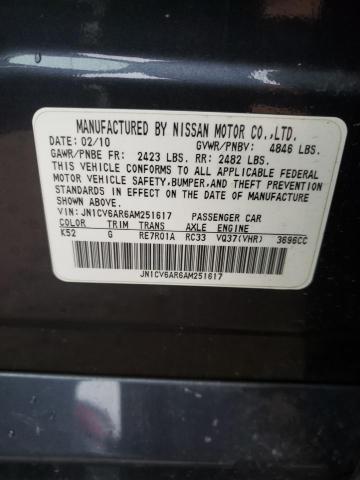 MANUFACTURED BY NISSAN MOTOR CO.,LTD.
DATE: 02/10 GVWR/PNBV: 4846 LBS.
GAWR/PNBE FR: 2423 LBS. RR: 2482 LBS.
THIS VEHICLE CONFORMS TO ALL APPLICABLE FEDERAL
MOTOR VEHICLE SAFETY,BUMPER,AND THEFT PREVENTION
STANDARDS IN EFFECT ON THE DATE OF MANUFACTURE
SHOWN ABOVE.
VIN: JN1CV6AR6AM251617 PASSENGER CAR
COLOR TRIM TRANS AXLE ENGINE
K52 G RE7R01A RC33 VQ37(VHR) 3696CC
JN1CV6AR6AM251617